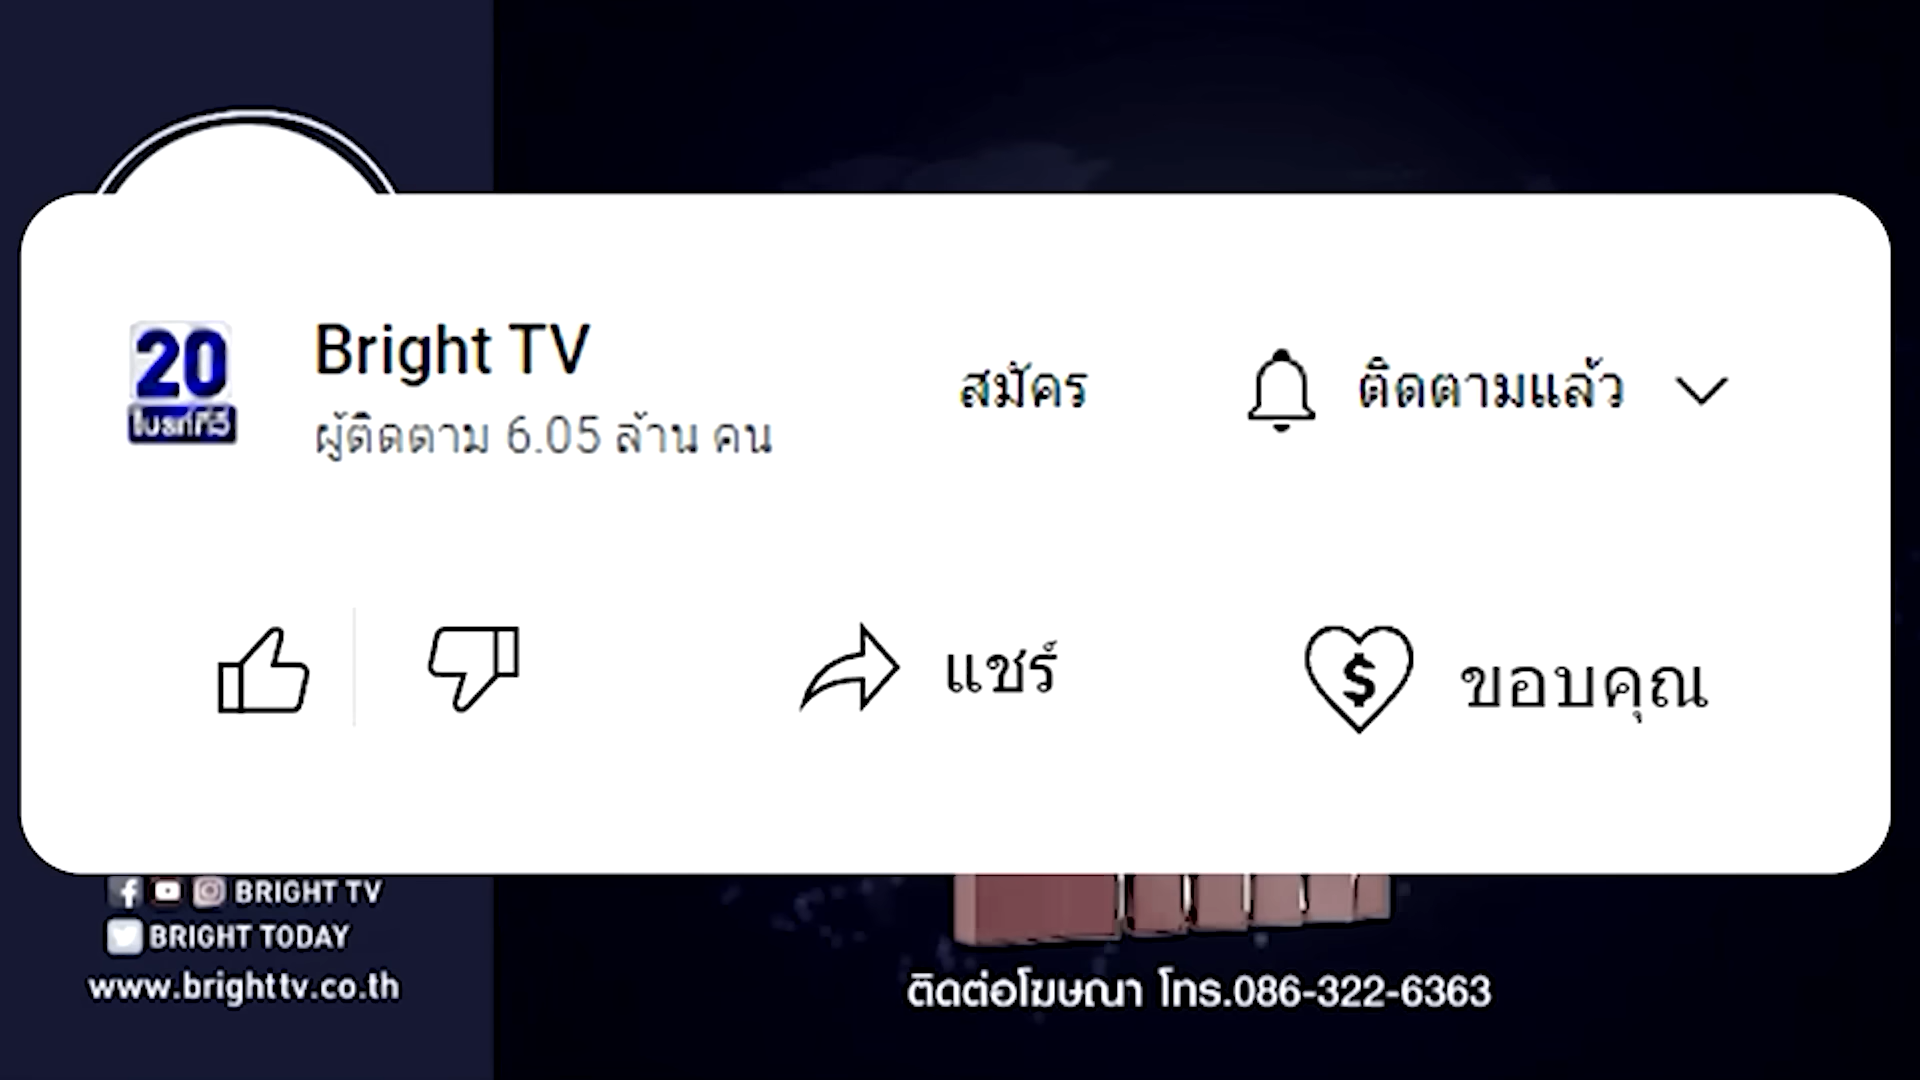 20
ไบรท์ทีวี
Bright TV
ผู้ติดตาม 6.05 ล้าน คน
สมัคร
ติดตามแล้ว
แชร์
$
ขอบคุณ
BRIGHT TV
BRIGHT TODAY
www.brighttv.co.th
ติดต่อโฆษณา โทร.086-322-6363